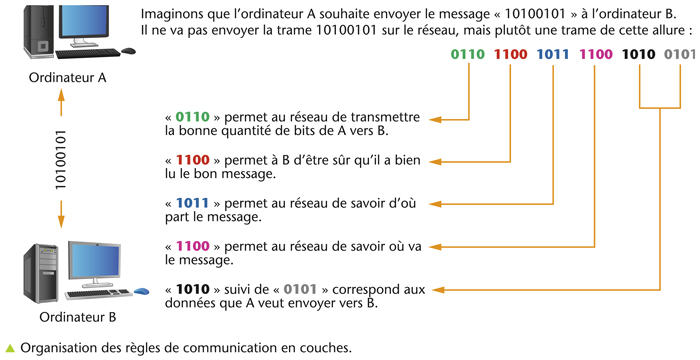 Imaginons que l'ordinateur A souhaite envoyer le message « 10100101 » à l'ordinateur B.
Il ne va pas envoyer la trame 10100101 sur le réseau, mais plutôt une trame de cette allure :
0110 1100 1011 1100 1010 0101
Ordinateur A
10100101
« 0110 » permet au réseau de transmettre
la bonne quantité de bits de A vers B.
« 1100 » permet à B d'être sûr qu'il a bien
lu le bon message.
« 1011 » permet au réseau de savoir d'où
part le message.
« 1100 » permet au réseau de savoir où va
le message.
« 1010 » suivi de « 0101 » correspond aux
données que A veut envoyer vers B.
Ordinateur B
Organisation des règles de communication en couches.